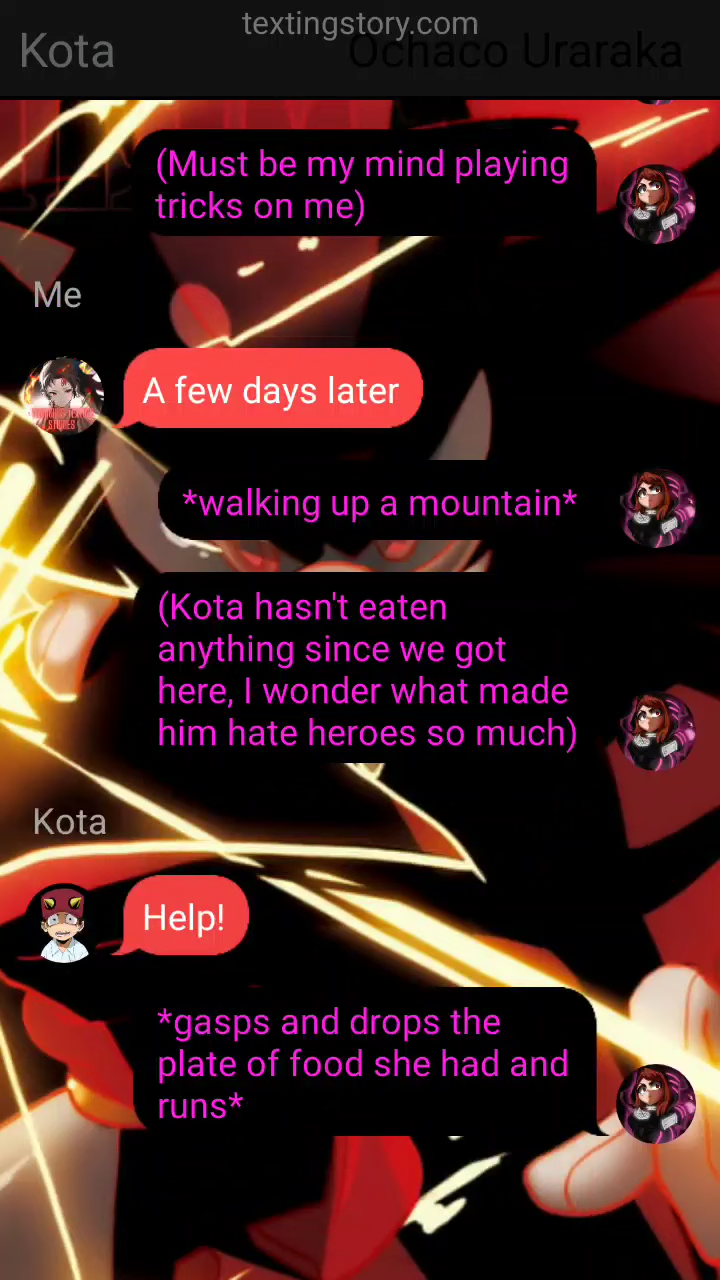 textingstory.com
Kota
Ochaco Uraraka
(Must be my mind playing
tricks on me)
Me
A few days later
*walking up a mountain*
(Kota hasn't eaten
anything since we got
here, I wonder what made
him hate heroes so much)
Kota
Help!
*gasps and drops the
plate of food she had and
runs*